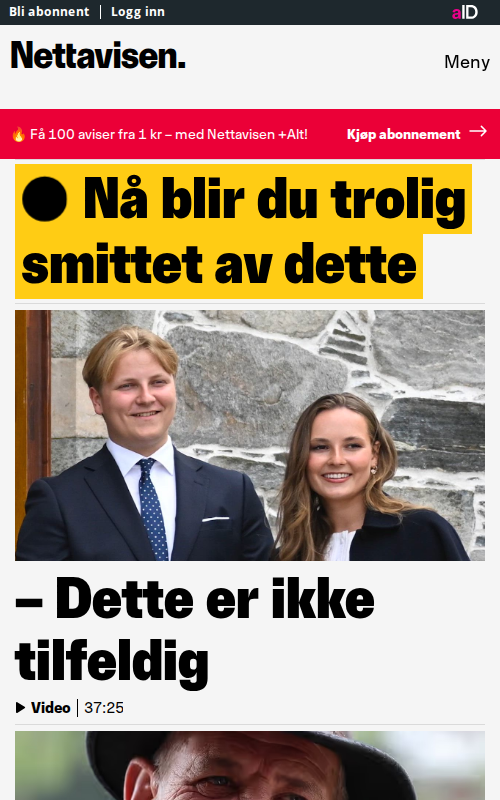 Bli abonnent | Logg inn
aID
Nettavisen.
Meny
🔥 Få 100 aviser fra 1 kr – med Nettavisen +Alt!
Kjøp abonnement →
Nå blir du trolig
smittet av dette
– Dette er ikke
tilfeldig
Video | 37:25